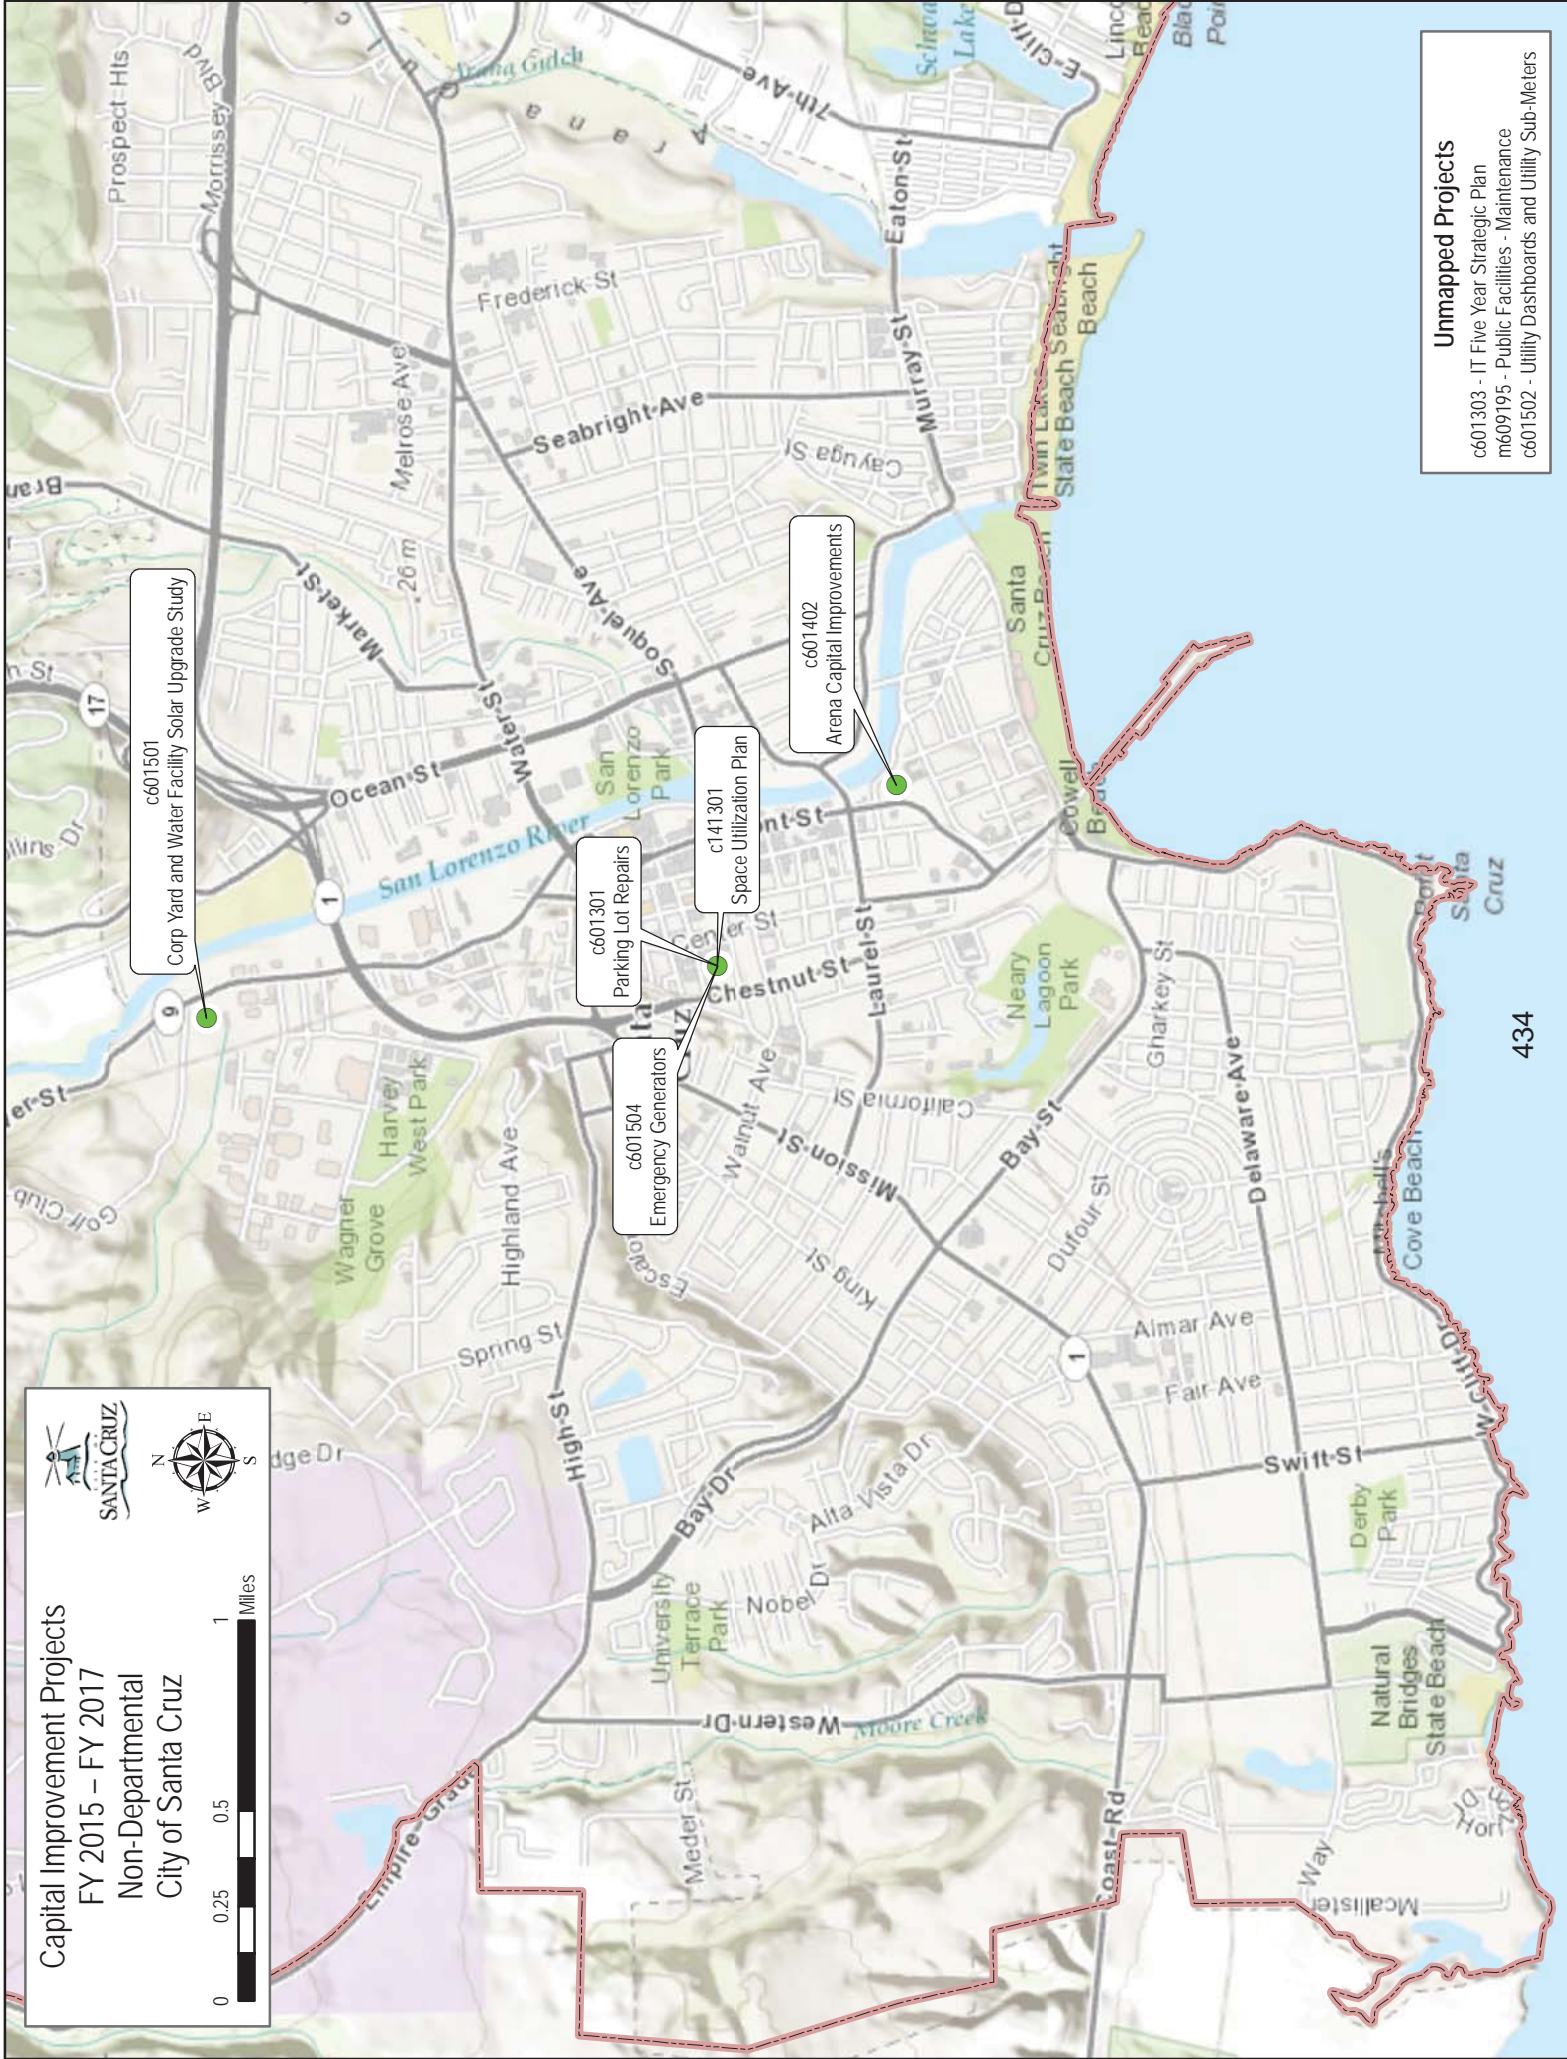 Capital Improvement Projects
FY 2015 – FY 2017
Non-Departmental
City of Santa Cruz
SANTA CRUZ
N
W
E
S
0
0.25
0.5
1
Miles
c601501
Corp Yard and Water Facility Solar Upgrade Study
c601301
Parking Lot Repairs
c141301
Space Utilization Plan
c601504
Emergency Generators
c601402
Arena Capital Improvements
Unmapped Projects
c601303 - IT Five Year Strategic Plan
m609195 - Public Facilities - Maintenance
c601502 - Utility Dashboards and Utility Sub-Meters
434
Prospect Hts
Morrissey Blvd
Arana Gulch
7th Ave
E Cliff D
Eaton St
Frederick St
Melrose Ave
Seabright Ave
Murray St
Cayuga St
Twin Lakes
State Beach
Seabright
Beach
Market St
26 m
Soquel Ave
Water St
Ocean St
17
1
9
San Lorenzo River
San
Lorenzo
Park
Center St
Chestnut St
Laurel St
Santa
Cruz Beach
Cowell
Beach
Neary
Lagoon
Park
Gharkey St
Point
Santa
Cruz
Harvey
West Park
Wagner
Grove
Golf Club
Highland Ave
Spring St
High St
Walnut Ave
California St
Mission St
King St
Bay St
Dufour St
Delaware Ave
Mitchell's
Cove Beach
1
Almar Ave
Fair Ave
Swift St
W Cliff Dr
Derby
Park
Bay Dr
Alta Vista Dr
Nobel Dr
University
Terrace
Park
Western Dr
Moore Creek
Meder St
Empire Grade
Coast Rd
Natural
Bridges
State Beach
Mcallister
Way